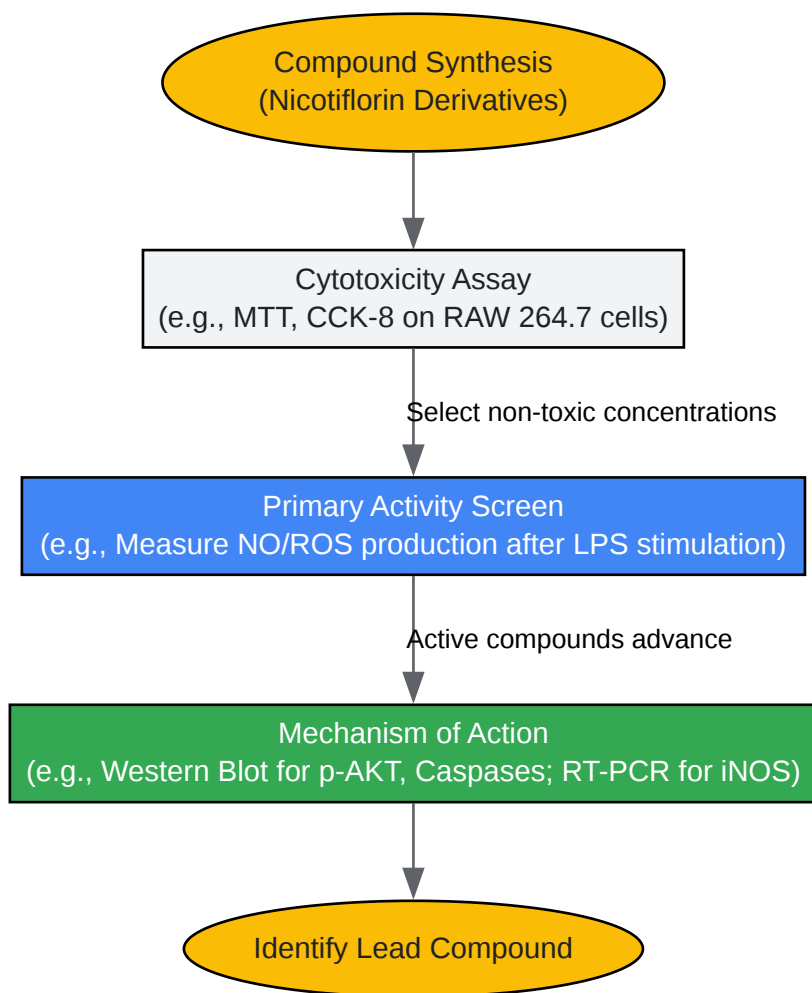 Compound Synthesis
(Nicotiflorin Derivatives)
Cytotoxicity Assay
(e.g., MTT, CCK-8 on RAW 264.7 cells)
Select non-toxic concentrations
Primary Activity Screen
(e.g., Measure NO/ROS production after LPS stimulation)
Active compounds advance
Mechanism of Action
(e.g., Western Blot for p-AKT, Caspases; RT-PCR for iNOS)
Identify Lead Compound